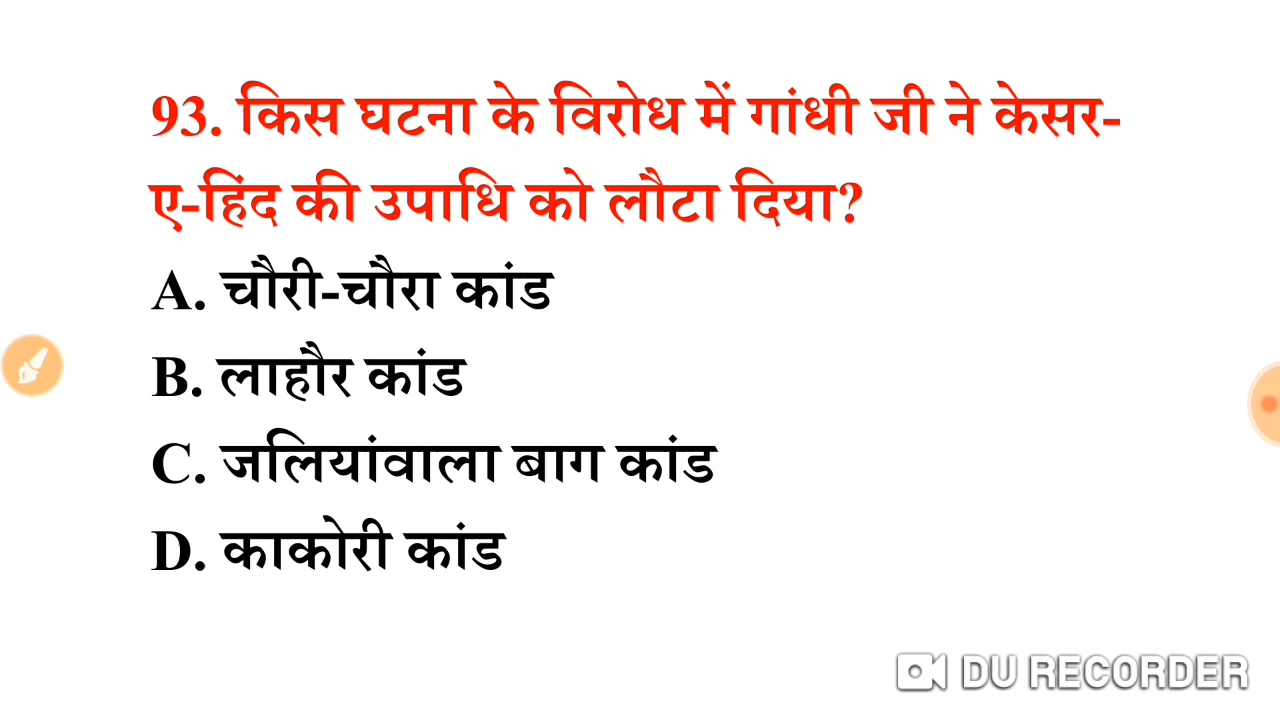 93. किस घटना के विरोध में गांधी जी ने केसर-
ए-हिंद की उपाधि को लौटा दिया?
A. चौरी-चौरा कांड
B. लाहौर कांड
C. जलियांवाला बाग कांड
D. काकोरी कांड
DU RECORDER